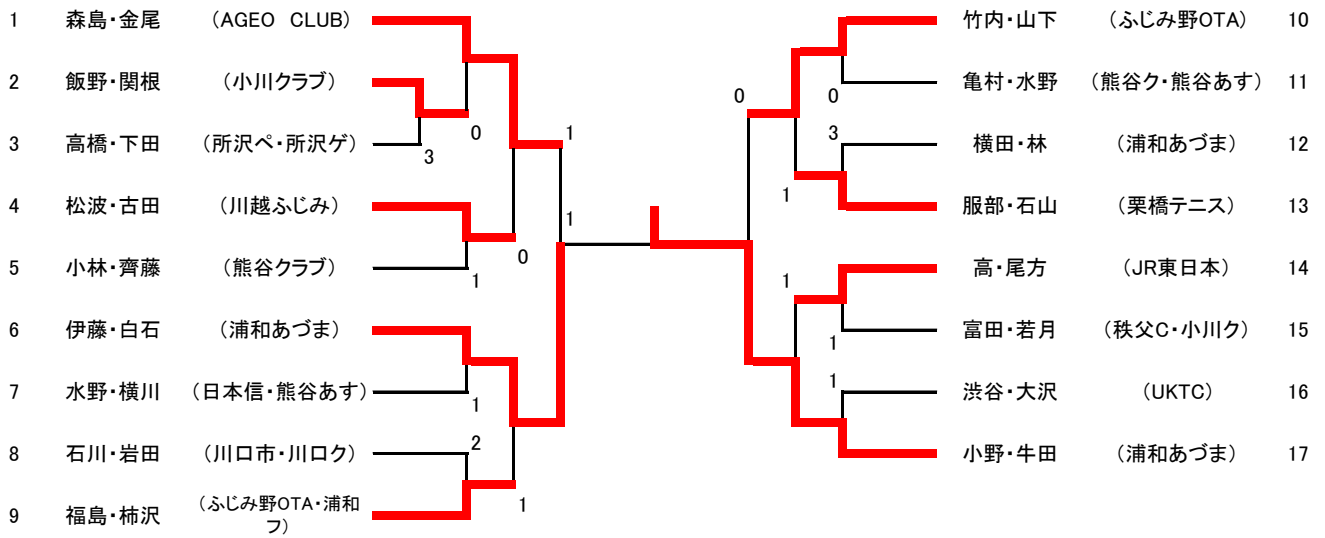 1 森島・金尾 (AGEO CLUB)
2 飯野・関根 (小川クラブ)
3 高橋・下田 (所沢ペ・所沢ゲ)
4 松波・古田 (川越ふじみ)
5 小林・齊藤 (熊谷クラブ)
6 伊藤・白石 (浦和あづま)
7 水野・横川 (日本信・熊谷あす)
8 石川・岩田 (川口市・川口ク)
9 福島・柿沢 (ふじみ野OTA・浦和
フ)
0
3
1
0
1
1
1
2
1
0
0
3
1
1
1
1
竹内・山下 (ふじみ野OTA) 10
亀村・水野 (熊谷ク・熊谷あす) 11
横田・林 (浦和あづま) 12
服部・石山 (栗橋テニス) 13
高・尾方 (JR東日本) 14
富田・若月 (秩父C・小川ク) 15
渋谷・大沢 (UKTC) 16
小野・牛田 (浦和あづま) 17